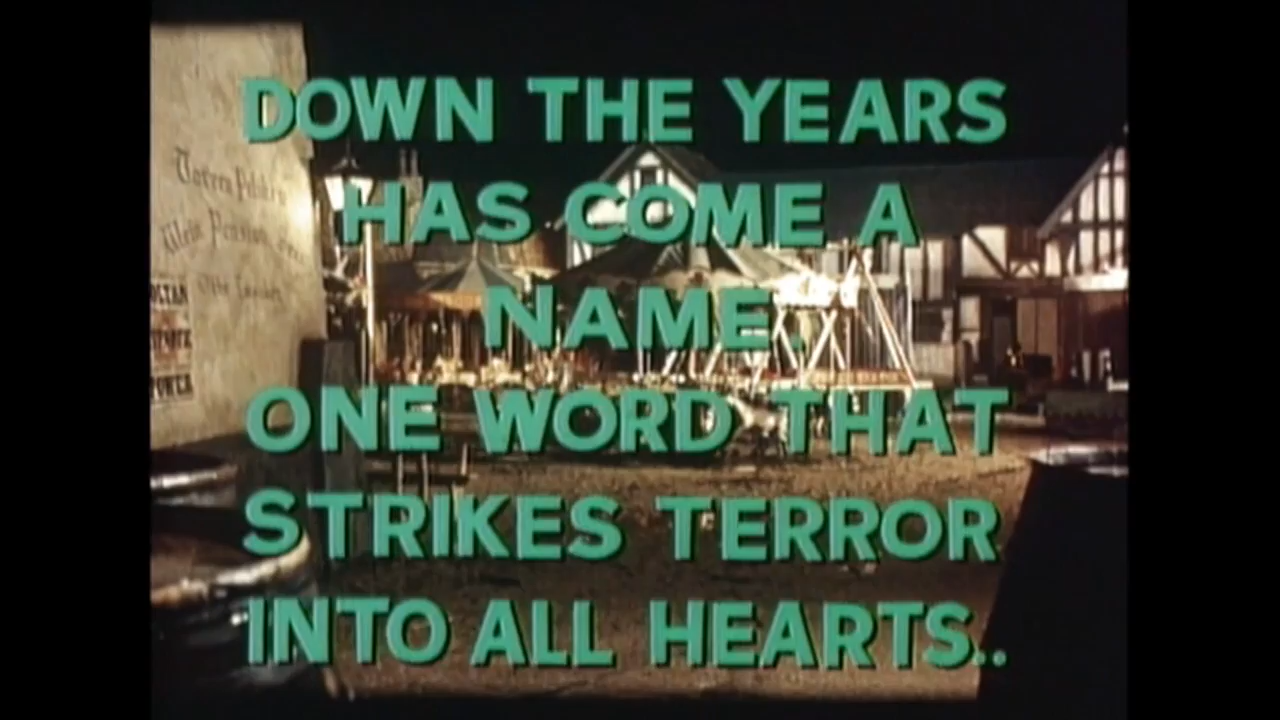 DOWN THE YEARS
HAS COME A
NAME.
ONE WORD THAT
STRIKES TERROR
INTO ALL HEARTS..